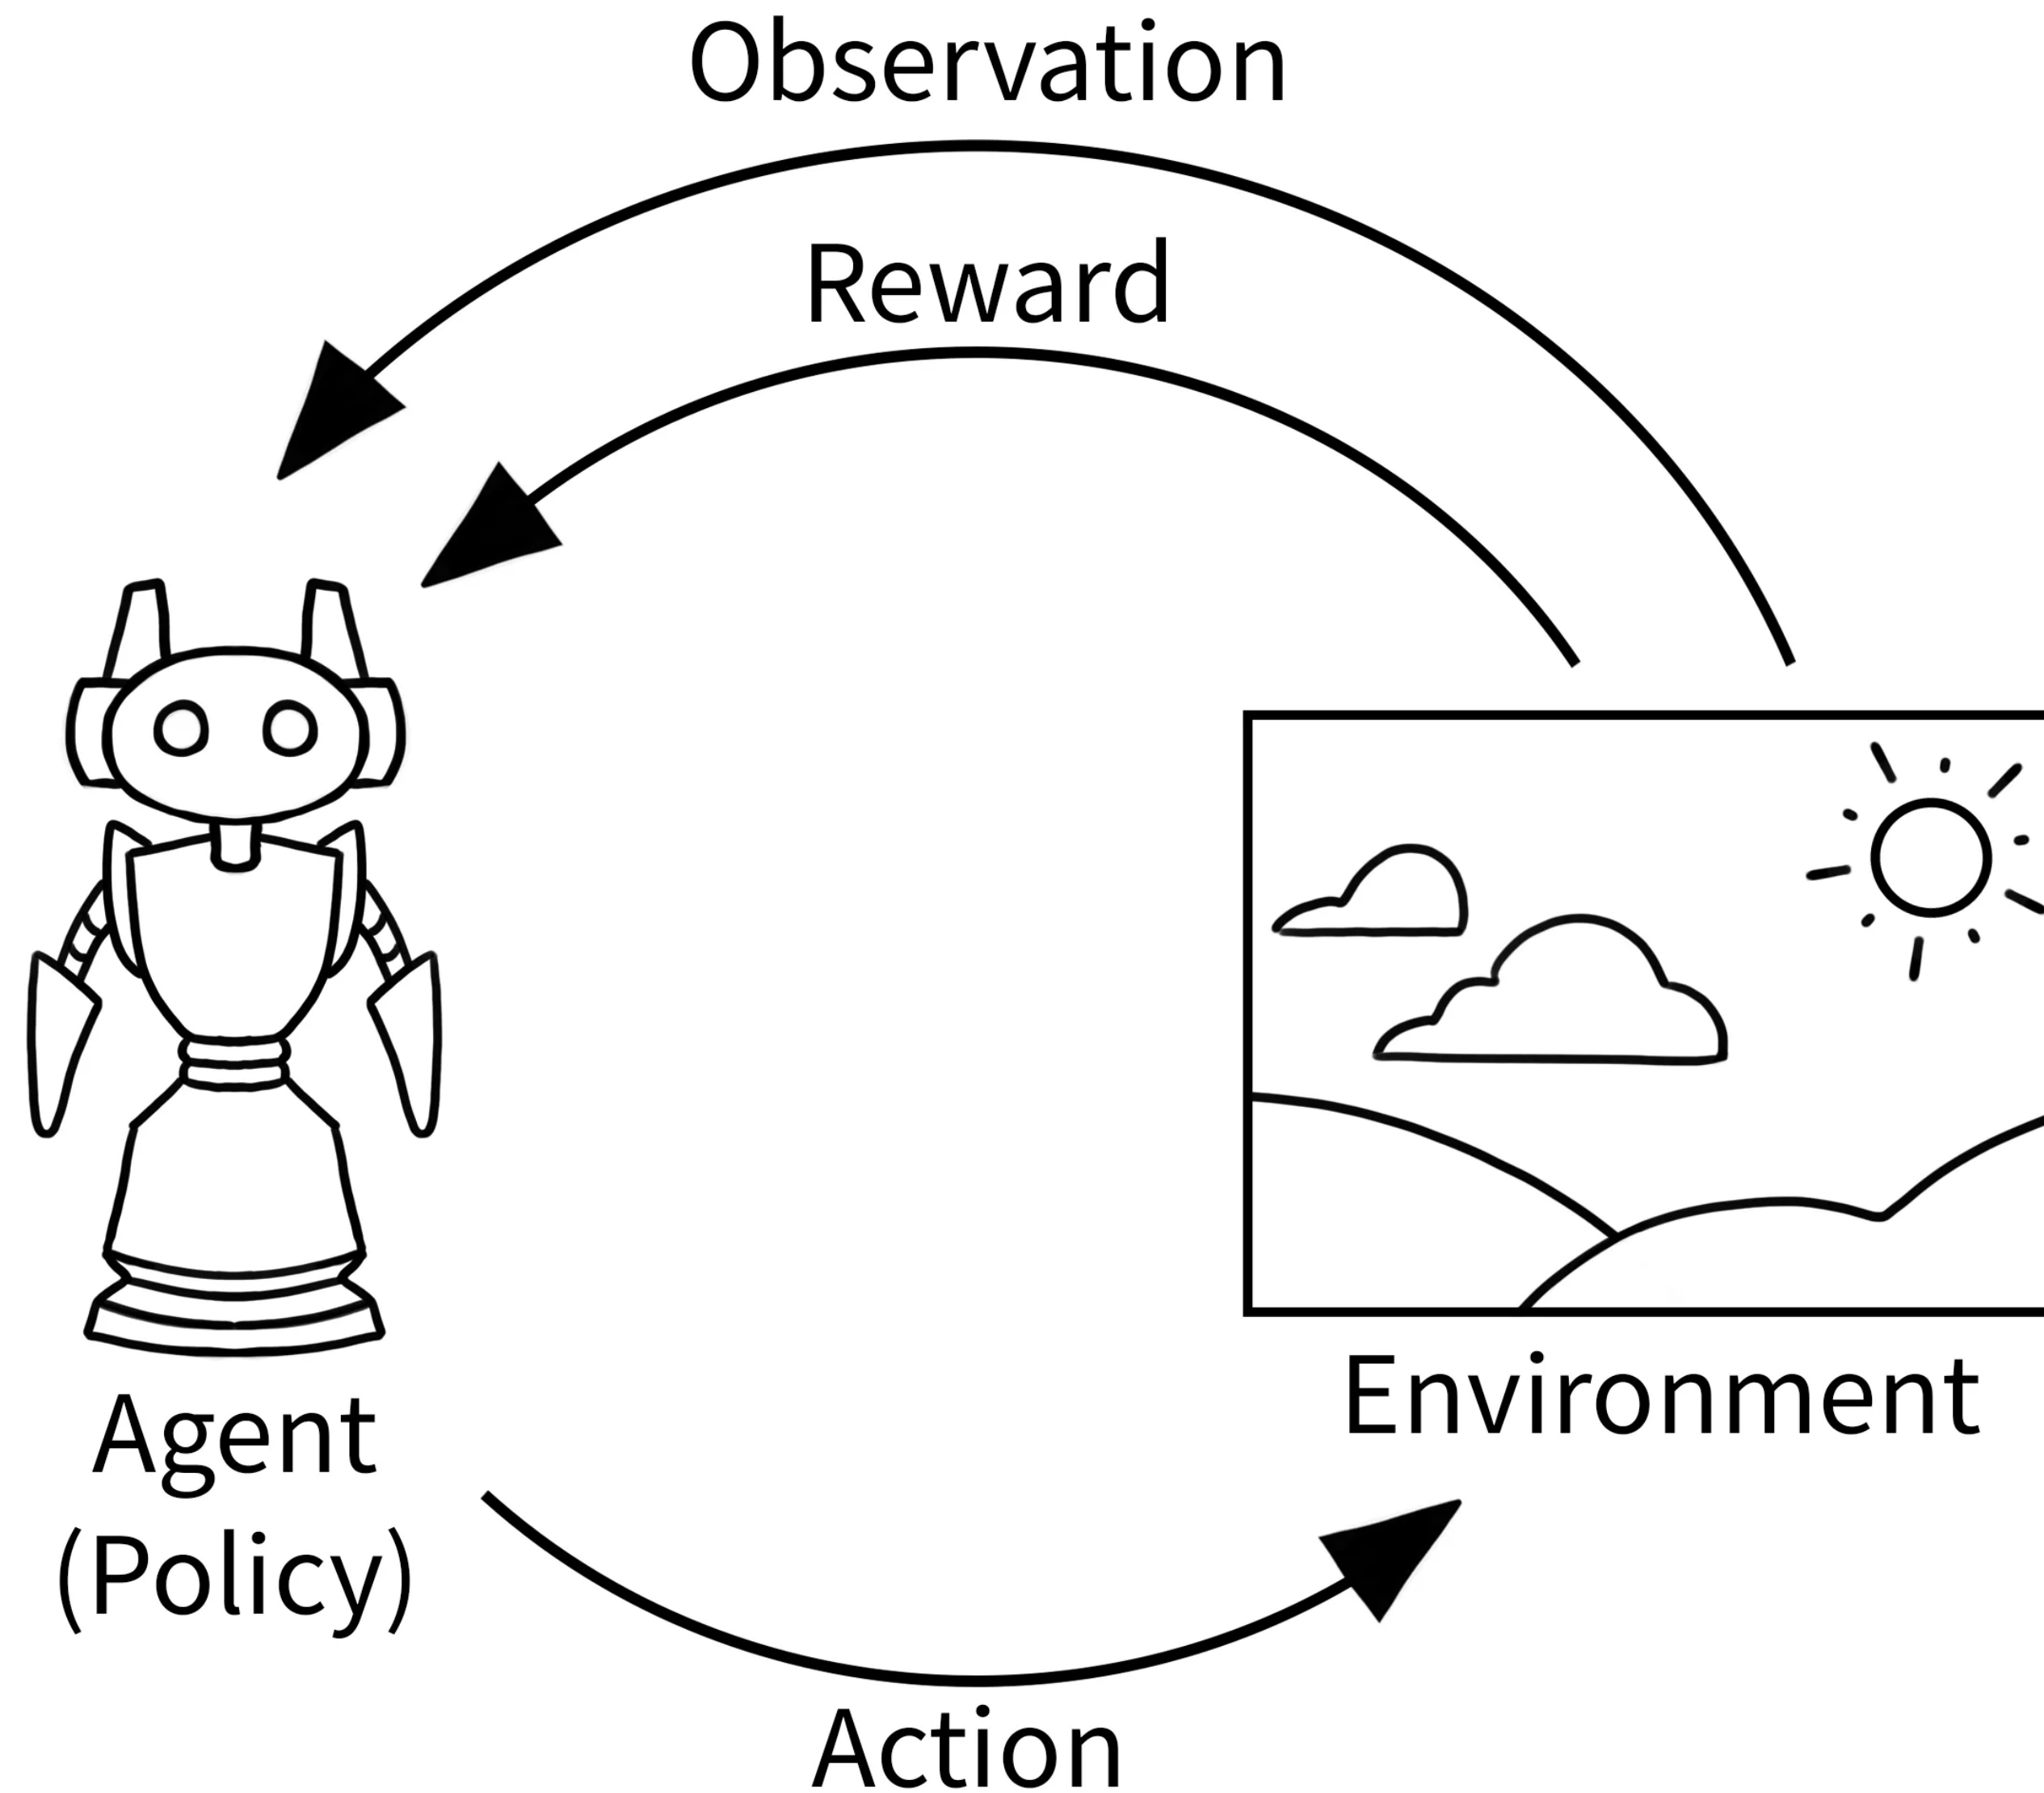 Observation
Reward
Environment
Agent
(Policy)
Action